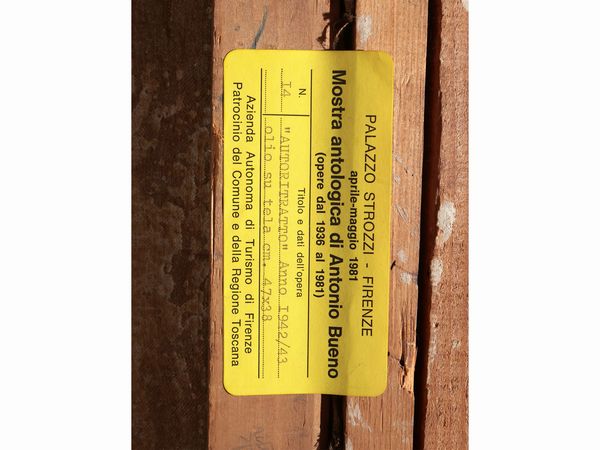 PALAZZO STROZZI - FIRENZE
aprile-maggio 1981
Mostra antologica di Antonio Bueno
(opere dal 1936 al 1981)
N. Titolo e dati dell'opera
I4 "AUTORITRATTO" Anno I942/43
olio su tela cm. 47x38
Azienda Autonoma di Turismo di Firenze
Patrocinio del Comune e della Regione Toscana